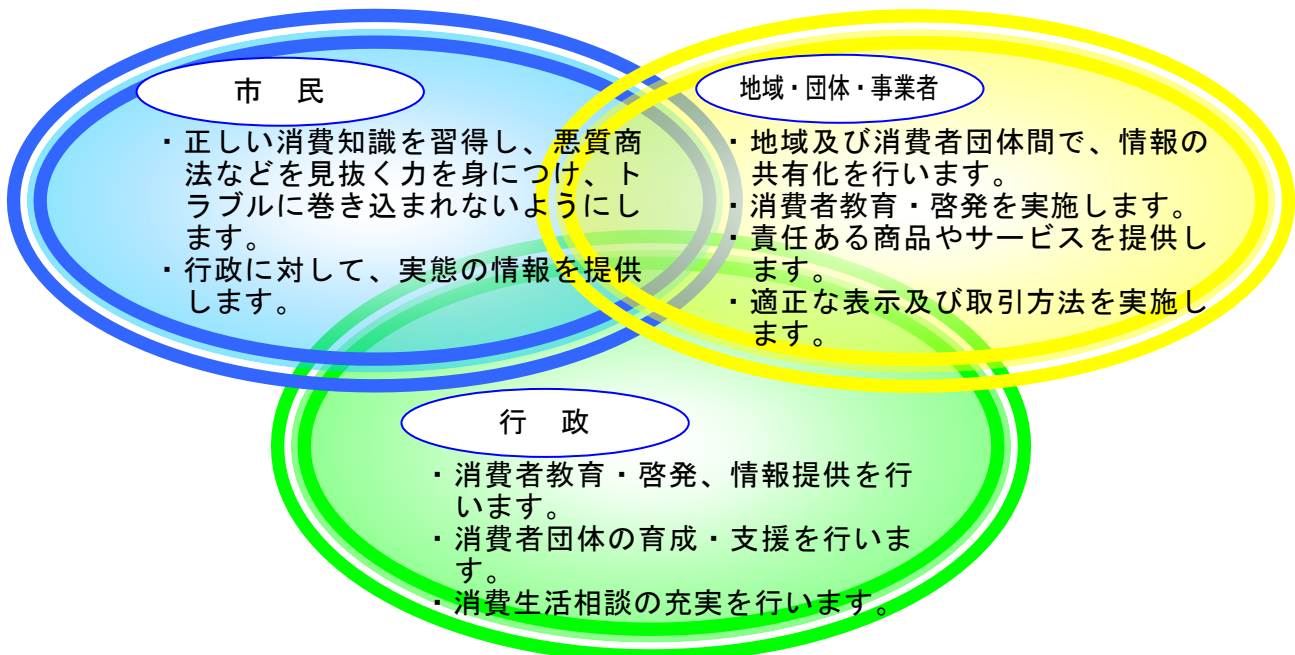 市　民
・正しい消費知識を習得し、悪質商
法などを見抜く力を身につけ、ト
ラブルに巻き込まれないようにし
ます。
・行政に対して、実態の情報を提供
します。
地域・団体・事業者
・地域及び消費者団体間で、情報の
共有化を行います。
・消費者教育・啓発を実施します。
・責任ある商品やサービスを提供し
ます。
・適正な表示及び取引方法を実施し
ます。
行　政
・消費者教育・啓発、情報提供を行
います。
・消費者団体の育成・支援を行いま
す。
・消費生活相談の充実を行います。